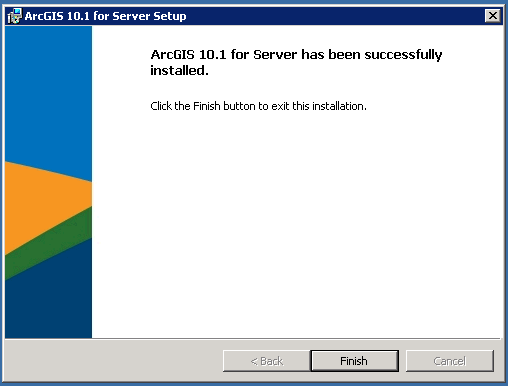 ArcGIS 10.1 for Server Setup
ArcGIS 10.1 for Server has been successfully
installed.
Click the Finish button to exit this installation.
< Back
Finish
Cancel